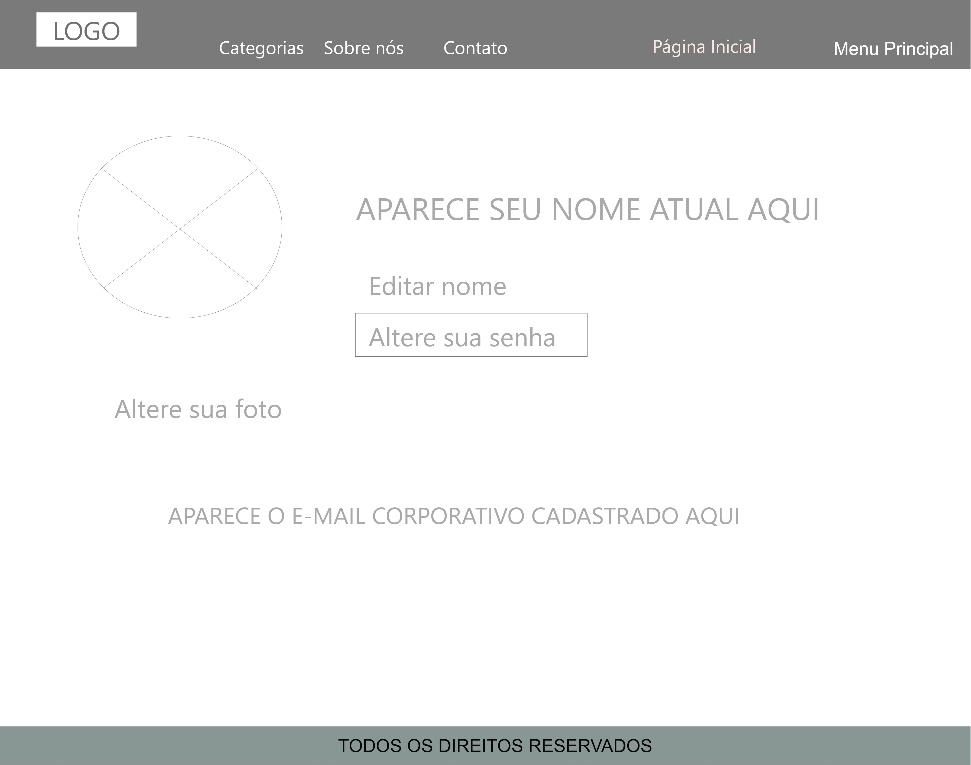 LOGO
Categorias Sobre nós Contato Página Inicial Menu Principal
APARECE SEU NOME ATUAL AQUI
Editar nome
Altere sua senha
Altere sua foto
APARECE O E-MAIL CORPORATIVO CADASTRADO AQUI
TODOS OS DIREITOS RESERVADOS